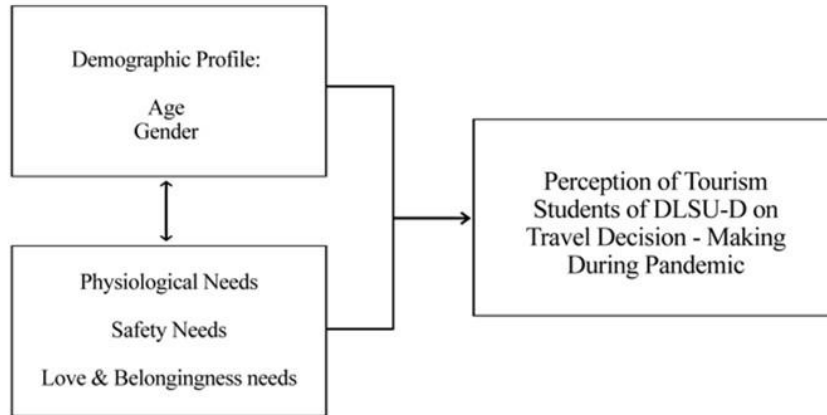 Demographic Profile:
Age
Gender
Physiological Needs
Safety Needs
Love & Belongingness needs
Perception of Tourism
Students of DLSU-D on
Travel Decision - Making
During Pandemic